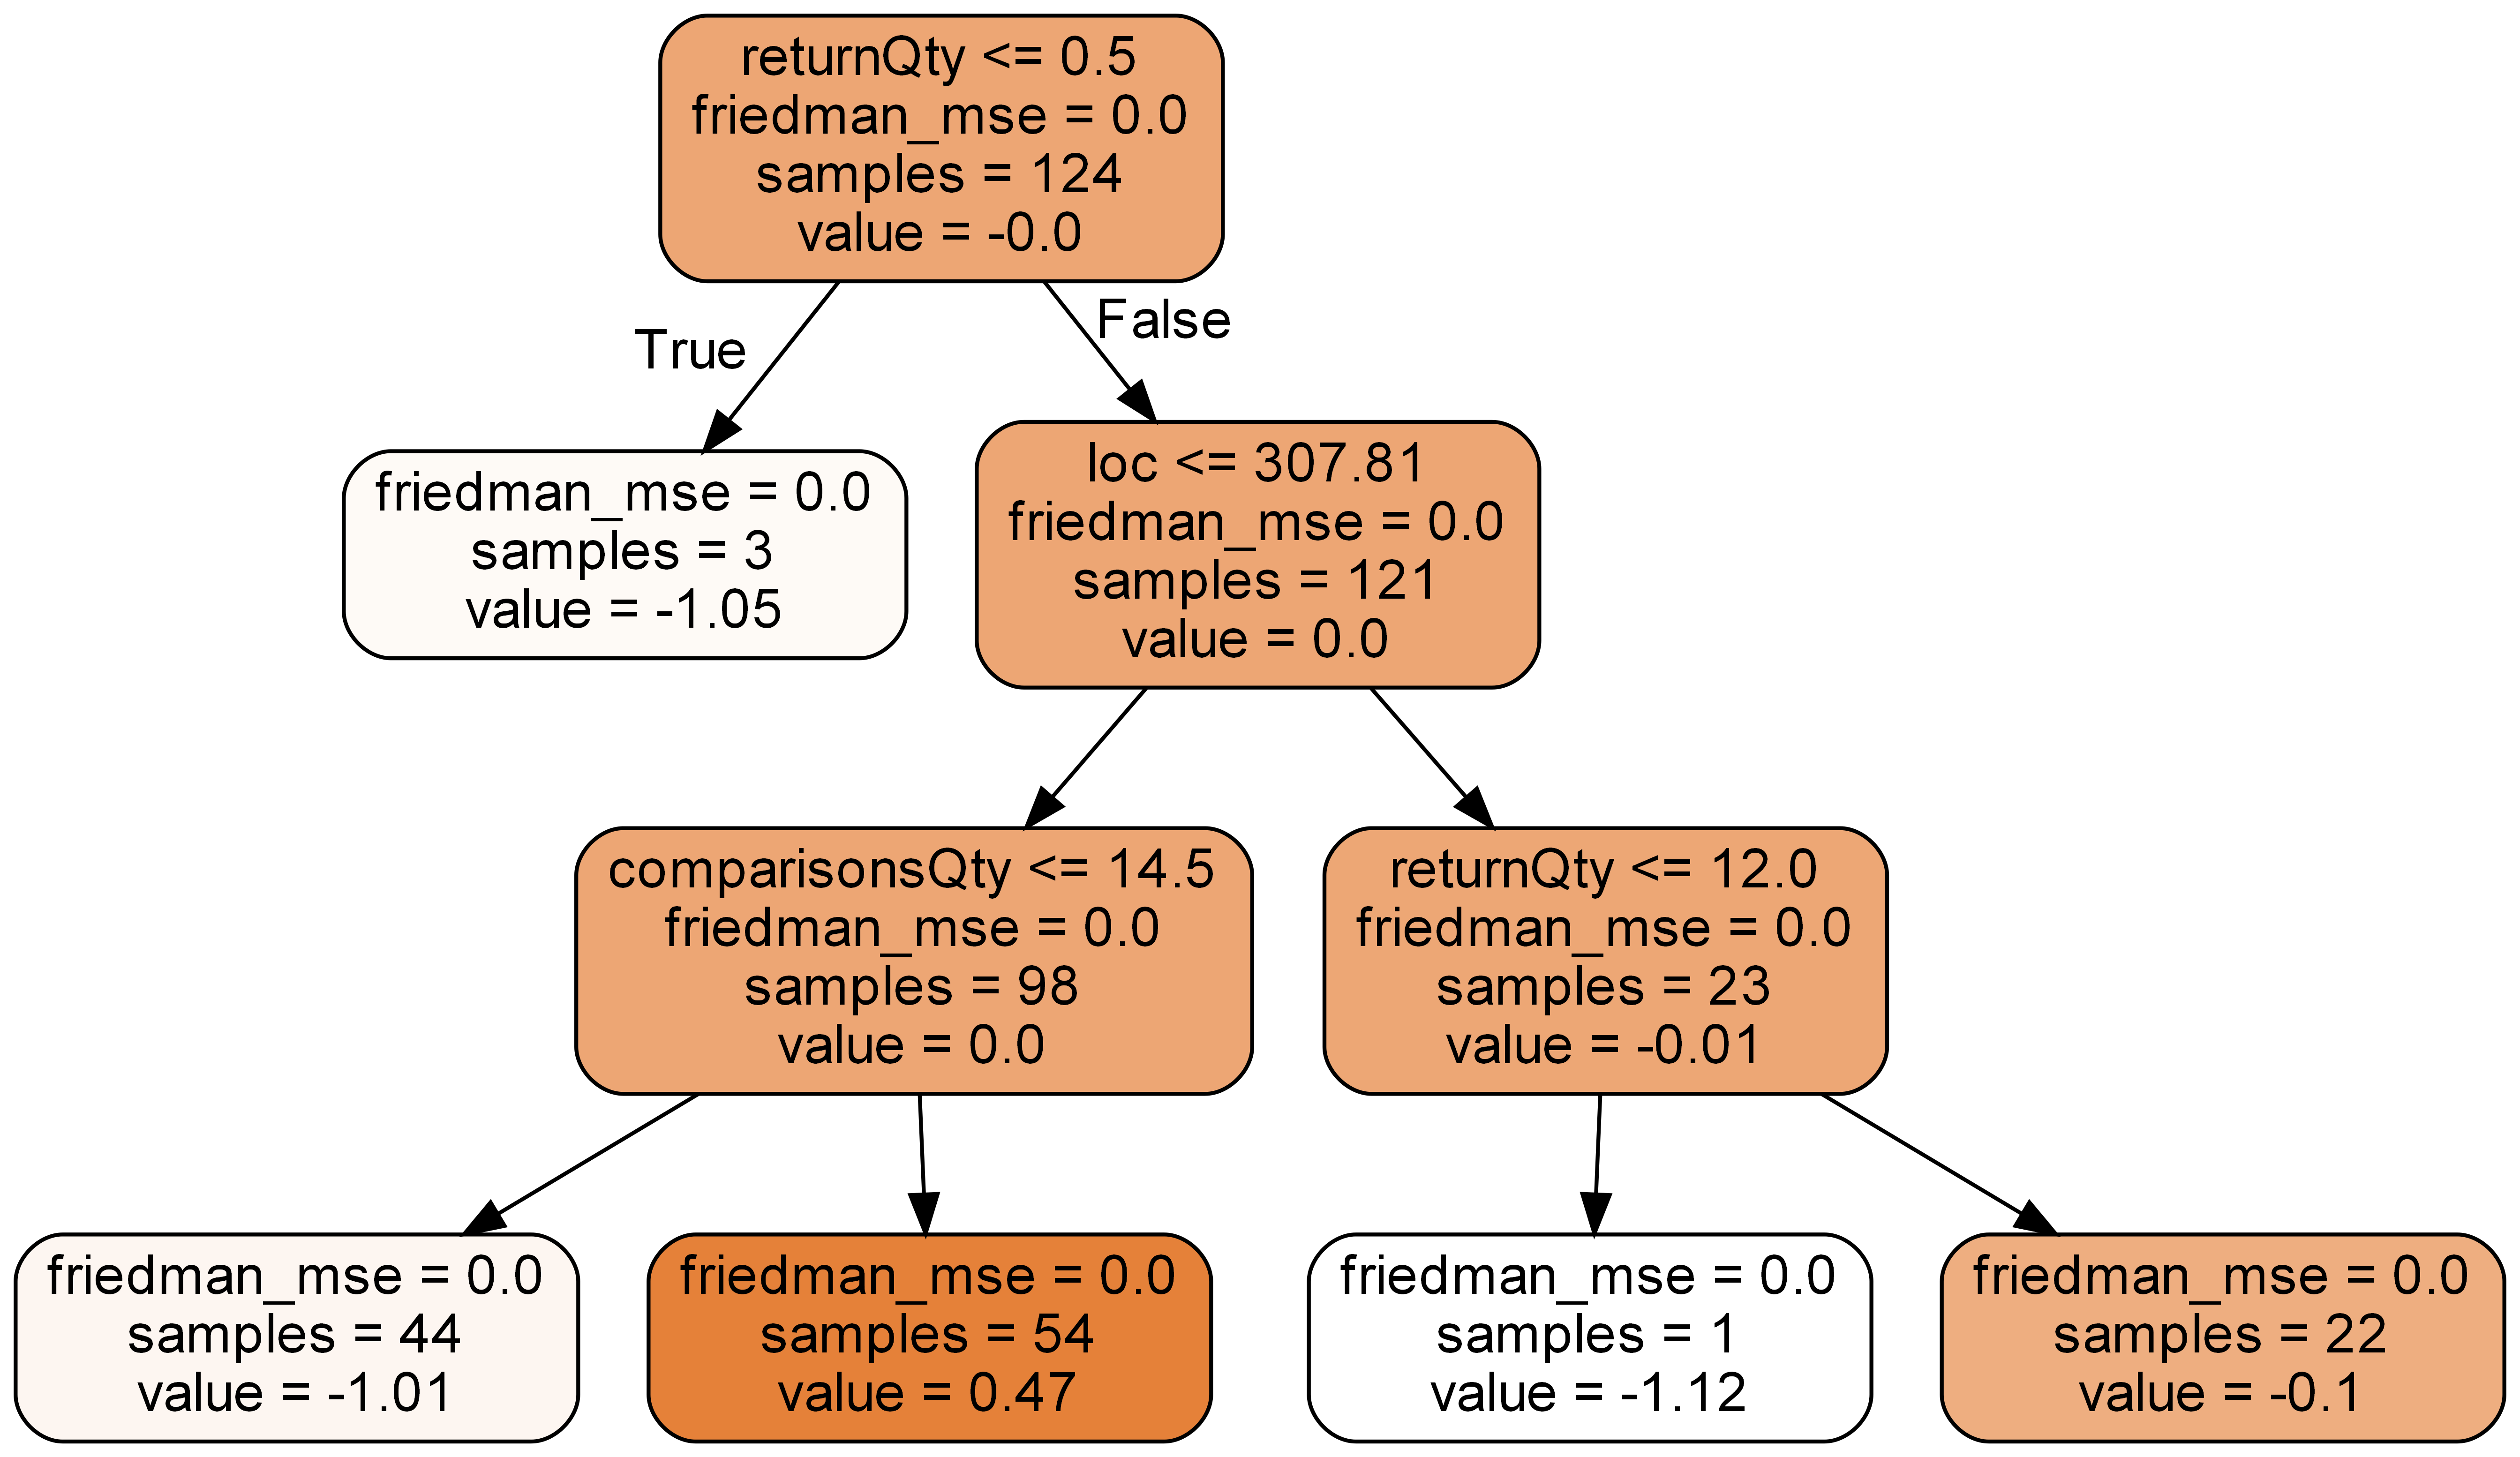 returnQty <= 0.5
friedman_mse = 0.0
samples = 124
value = -0.0
True
False
friedman_mse = 0.0
samples = 3
value = -1.05
loc <= 307.81
friedman_mse = 0.0
samples = 121
value = 0.0
comparisonsQty <= 14.5
friedman_mse = 0.0
samples = 98
value = 0.0
returnQty <= 12.0
friedman_mse = 0.0
samples = 23
value = -0.01
friedman_mse = 0.0
samples = 44
value = -1.01
friedman_mse = 0.0
samples = 54
value = 0.47
friedman_mse = 0.0
samples = 1
value = -1.12
friedman_mse = 0.0
samples = 22
value = -0.1